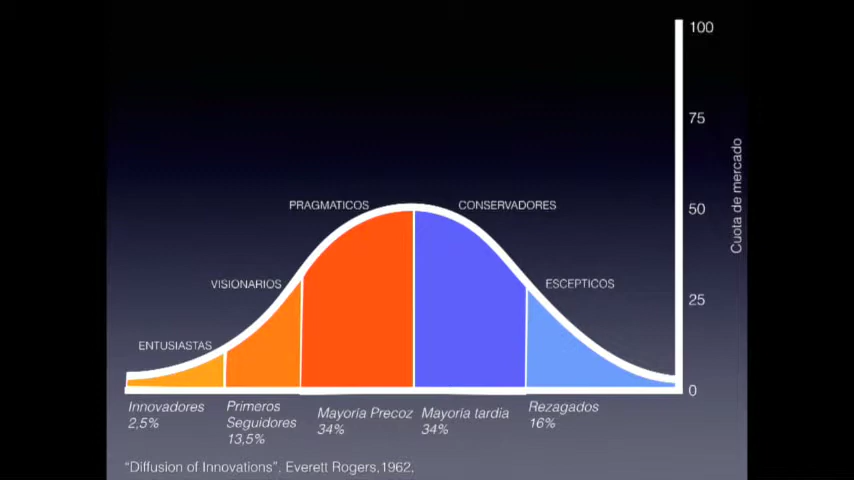 100
75
50
25
0
Cuota de mercado
PRAGMATICOS
CONSERVADORES
VISIONARIOS
ESCEPTICOS
ENTUSIASTAS
Innovadores
2,5%
Primeros
Seguidores
13,5%
Mayoría Precoz
34%
Mayoría tardía
34%
Rezagados
16%
“Diffusion of Innovations”, Everett Rogers,1962,